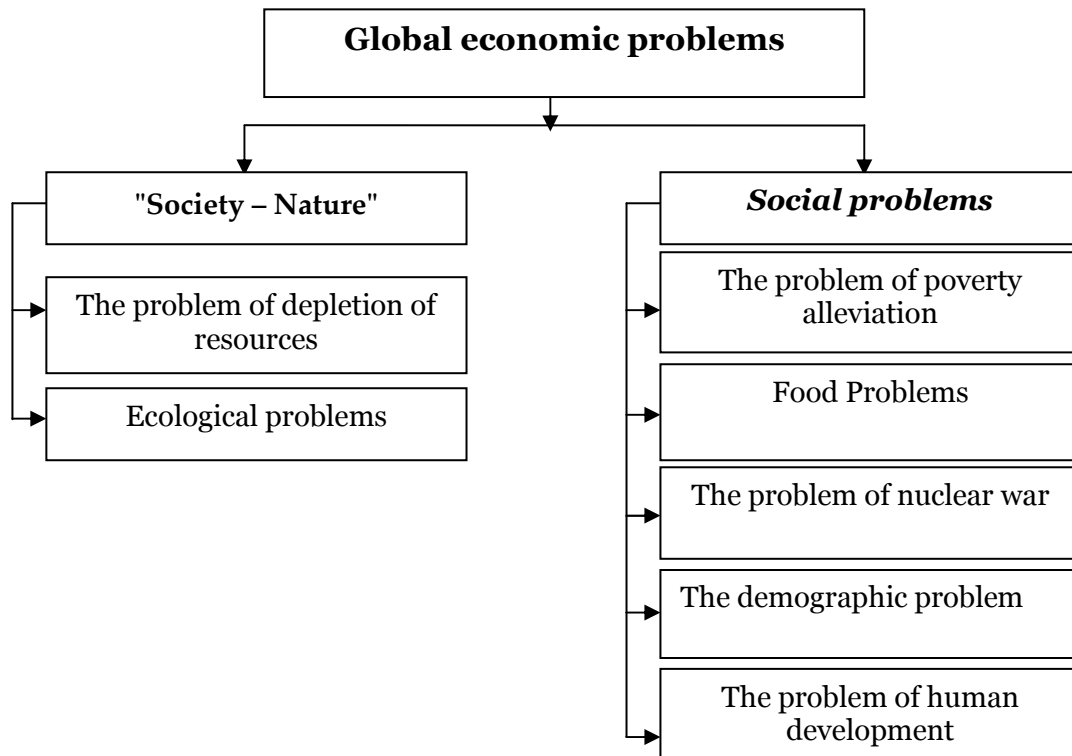 Global economic problems
"Society – Nature"
The problem of depletion of
resources
Ecological problems
Social problems
The problem of poverty
alleviation
Food Problems
The problem of nuclear war
The demographic problem
The problem of human
development